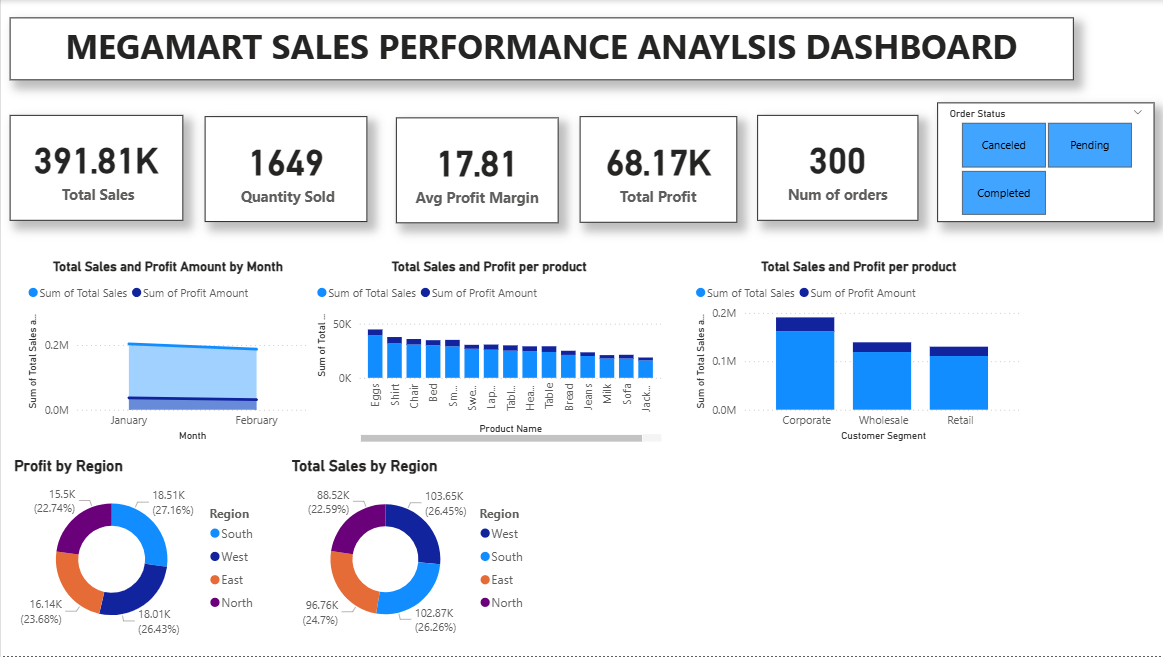 MEGAMART SALES PERFORMANCE ANAYLSIS DASHBOARD
391.81K
Total Sales
1649
Quantity Sold
17.81
Avg Profit Margin
68.17K
Total Profit
300
Num of orders
Order Status
Canceled
Pending
Completed
Total Sales and Profit Amount by Month
Sum of Total Sales
Sum of Profit Amount
Sum of Total Sales a...
0.2M
0.0M
January
February
Month
Total Sales and Profit per product
Sum of Total Sales
Sum of Profit Amount
Sum of Total ...
50K
0K
Eggs
Shirt
Chair
Bed
Sm...
Swe...
Lap...
Tabl...
Hea...
Table
Bread
Jeans
Milk
Sofa
Jack...
Product Name
Total Sales and Profit per product
Sum of Total Sales
Sum of Profit Amount
Sum of Total Sales a...
0.2M
0.1M
0.0M
Corporate
Wholesale
Retail
Customer Segment
Profit by Region
15.5K
(22.74%)
18.51K
(27.16%)
16.14K
(23.68%)
18.01K
(26.43%)
Region
South
West
East
North
Total Sales by Region
88.52K
(22.59%)
103.65K
(26.45%)
96.76K
(24.7%)
102.87K
(26.26%)
Region
West
South
East
North